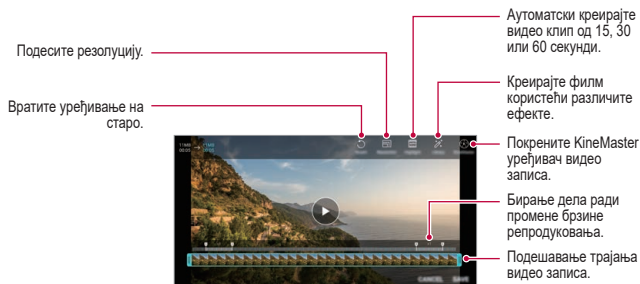 Подесите резолуцију.
Вратите уређивање на
старо.
Аутоматски креирајте
видео клип од 15, 30
или 60 секунди.
Креирајте филм
користећи различите
ефекте.
Покрените KineMaster
уређивач видео
записа.
Бирање дела ради
промене брзине
репродуковања.
Подешавање трајања
видео записа.
CANCEL SAVE